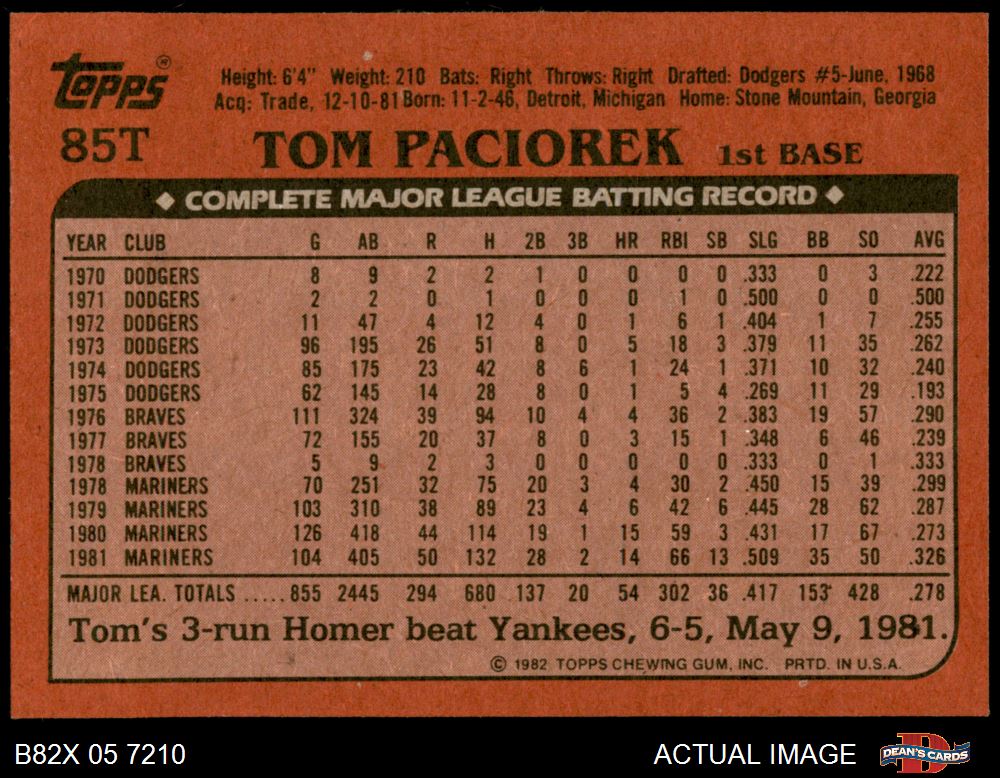 TOPPS®
Height: 6'4" Weight: 210 Bats: Right Throws: Right Drafted: Dodgers #5-June, 1968
Acq: Trade, 12-10-81 Born: 11-2-46, Detroit, Michigan Home: Stone Mountain, Georgia
85T TOM PACIOREK 1st BASE
◆ COMPLETE MAJOR LEAGUE BATTING RECORD ◆
YEAR CLUB G AB R H 2B 3B HR RBI SB SLG BB SO AVG
1970 DODGERS 8 9 2 2 1 0 0 0 0 .333 0 3 .222
1971 DODGERS 2 2 0 1 0 0 0 1 0 .500 0 0 .500
1972 DODGERS 11 47 4 12 4 0 1 6 1 .404 1 7 .255
1973 DODGERS 96 195 26 51 8 0 5 18 3 .379 11 35 .262
1974 DODGERS 85 175 23 42 8 6 1 24 1 .371 10 32 .240
1975 DODGERS 62 145 14 28 8 0 1 5 4 .269 11 29 .193
1976 BRAVES 111 324 39 94 10 4 4 36 2 .383 19 57 .290
1977 BRAVES 72 155 20 37 8 0 3 15 1 .348 6 46 .239
1978 BRAVES 5 9 2 3 0 0 0 0 0 .333 0 1 .333
1978 MARINERS 70 251 32 75 20 3 4 30 2 .450 15 39 .299
1979 MARINERS 103 310 38 89 23 4 6 42 6 .445 28 62 .287
1980 MARINERS 126 418 44 114 19 1 15 59 3 .431 17 67 .273
1981 MARINERS 104 405 50 132 28 2 14 66 13 .509 35 50 .326
MAJOR LEA. TOTALS .....855 2445 294 680 137 20 54 302 36 .417 153 428 .278
Tom's 3-run Homer beat Yankees, 6-5, May 9, 1981.
© 1982 TOPPS CHEWING GUM, INC. PRTD. IN U.S.A.
B82X 05 7210 ACTUAL IMAGE DEAN'S CARDS